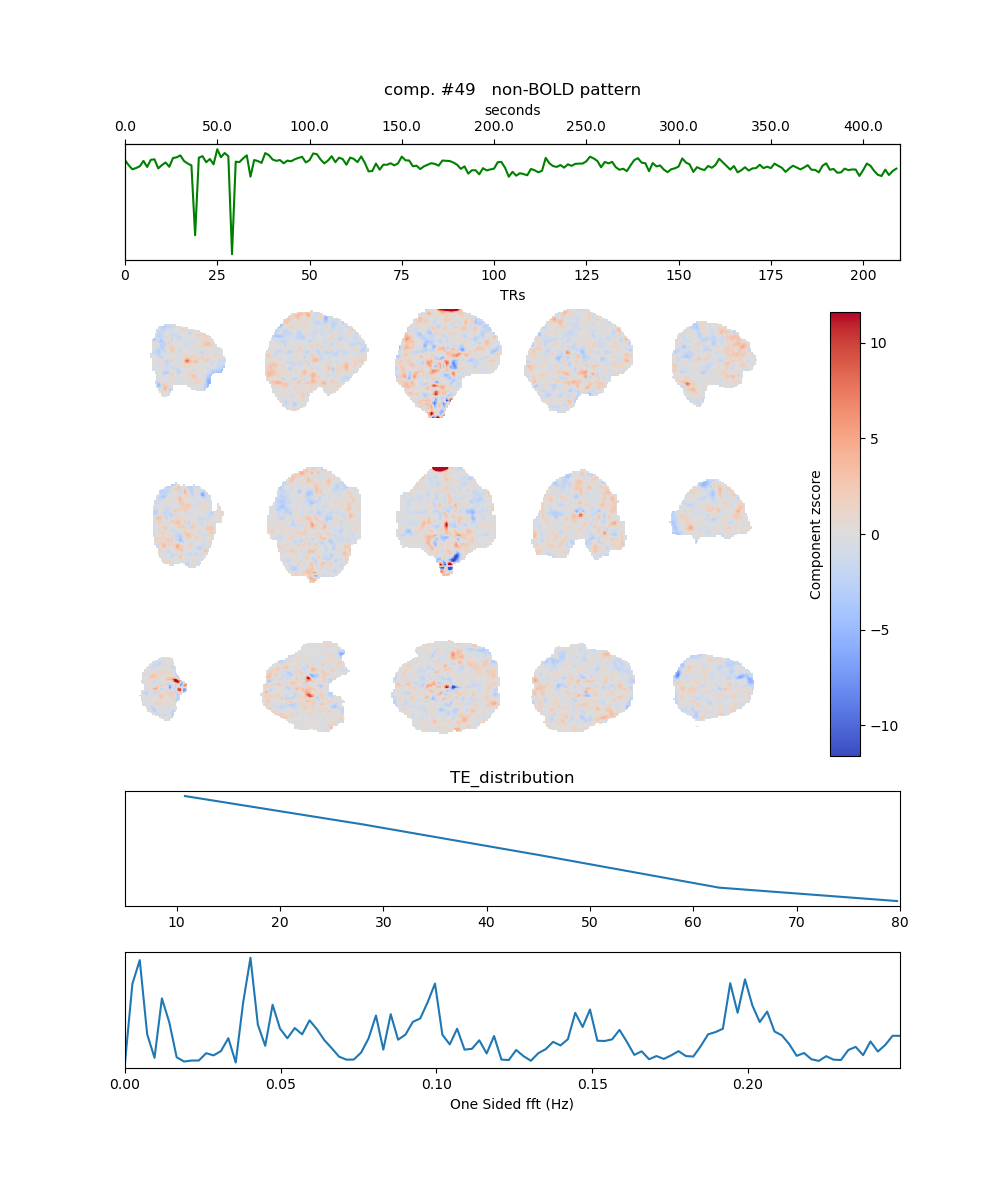 comp. #49   non-BOLD pattern
seconds
0.0 50.0 100.0 150.0 200.0 250.0 300.0 350.0 400.0
0 25 50 75 100 125 150 175 200
TRs
10
5
0
−5
−10
Component zscore
TE_distribution
10 20 30 40 50 60 70 80
0.00 0.05 0.10 0.15 0.20
One Sided fft (Hz)